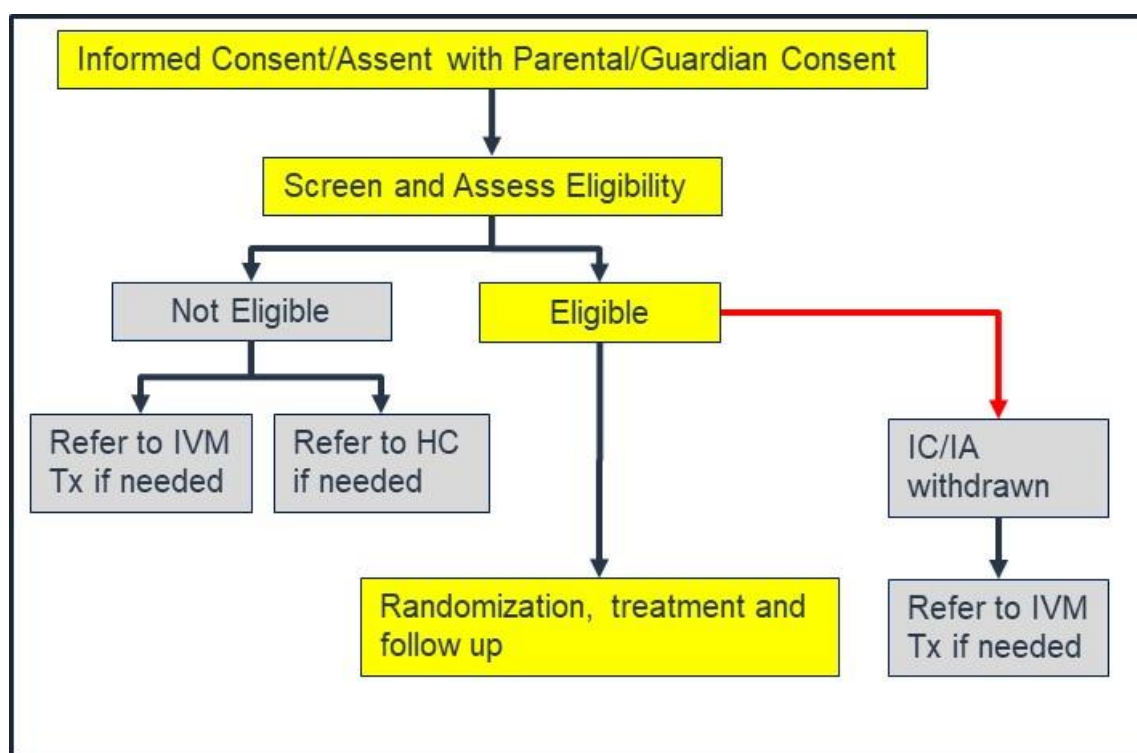 Informed Consent/Assent with Parental/Guardian Consent
Screen and Assess Eligibility
Not Eligible
Eligible
Refer to IVM
Tx if needed
Refer to HC
if needed
IC/IA
withdrawn
Randomization, treatment and
follow up
Refer to IVM
Tx if needed